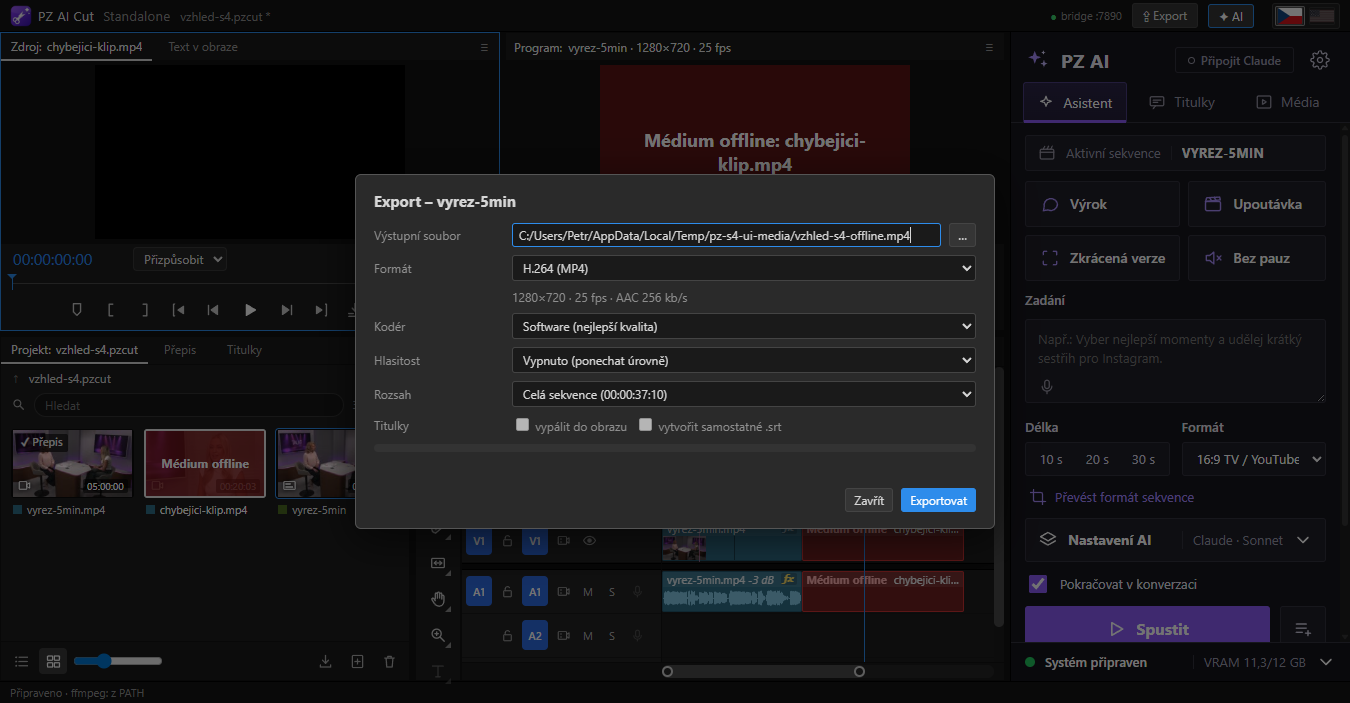 PZ AI Cut Standalone vzhled-s4.pzcut *
bridge :7890 Export AI
Zdroj: chybejici-klip.mp4 Text v obraze
Program: vyrez-5min · 1280×720 · 25 fps
Médium offline: chybejici-
klip.mp4
00:00:00:00 Přizpůsobit
Projekt: vzhled-s4.pzcut Přepis Titulky
vzhled-s4.pzcut
Hledat
Přepis
05:00:00
Médium offline
00:20:03
vyrez-5min.mp4 chybejici-klip.mp4 vyrez-5min
Export – vyrez-5min
Výstupní soubor C:/Users/Petr/AppData/Local/Temp/pz-s4-ui-media/vzhled-s4-offline.mp4 ...
Formát H.264 (MP4)
1280×720 · 25 fps · AAC 256 kb/s
Kodér Software (nejlepší kvalita)
Hlasitost Vypnuto (ponechat úrovně)
Rozsah Celá sekvence (00:00:37:10)
Titulky vypálit do obrazu vytvořit samostatné .srt
Zavřít Exportovat
V1 V1
Médium offline chybejici-kli...
A1 A1 M S
vyrez-5min.mp4 -3 dB fx Médium offline chybejici-kli...
A2 M S
Připraveno · ffmpeg: z PATH
PZ AI Připojit Claude
Asistent Titulky Média
Aktivní sekvence VYREZ-5MIN
Výrok Upoutávka
Zkrácená verze Bez pauz
Zadání
Např.: Vyber nejlepší momenty a udělej krátký
sestřih pro Instagram.
Délka Formát
10 s 20 s 30 s 16:9 TV / YouTube
Převést formát sekvence
Nastavení AI Claude · Sonnet
Pokračovat v konverzaci
Spustit
Systém připraven VRAM 11,3/12 GB